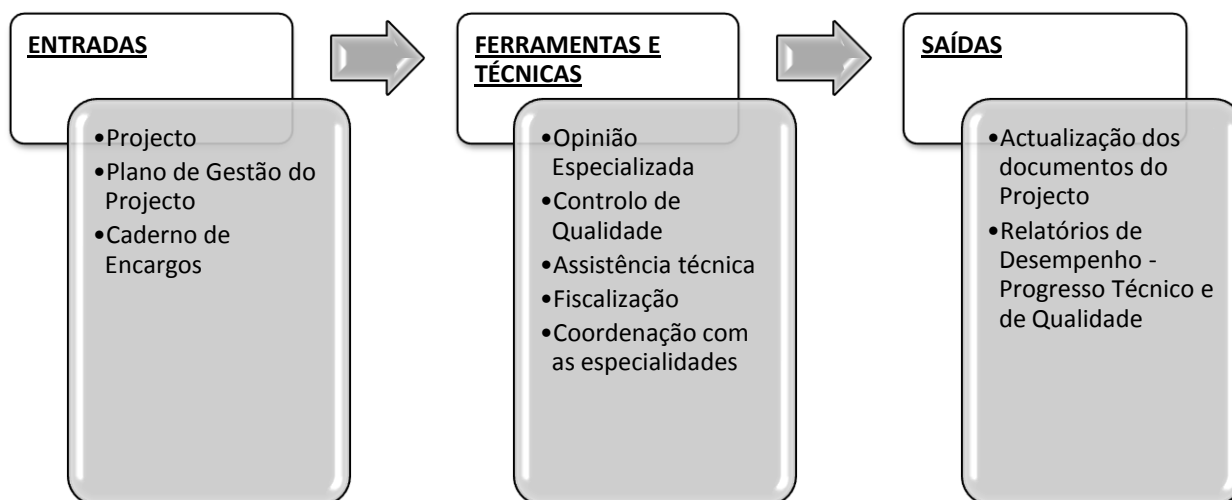 ENTRADAS
•Projecto
•Plano de Gestão do
Projecto
•Caderno de
Encargos
FERRAMENTAS E
TÉCNICAS
•Opinião
Especializada
•Controlo de
Qualidade
•Assistência técnica
•Fiscalização
•Coordenação com
as especialidades
SAÍDAS
•Actualização dos
documentos do
Projecto
•Relatórios de
Desempenho -
Progresso Técnico e
de Qualidade